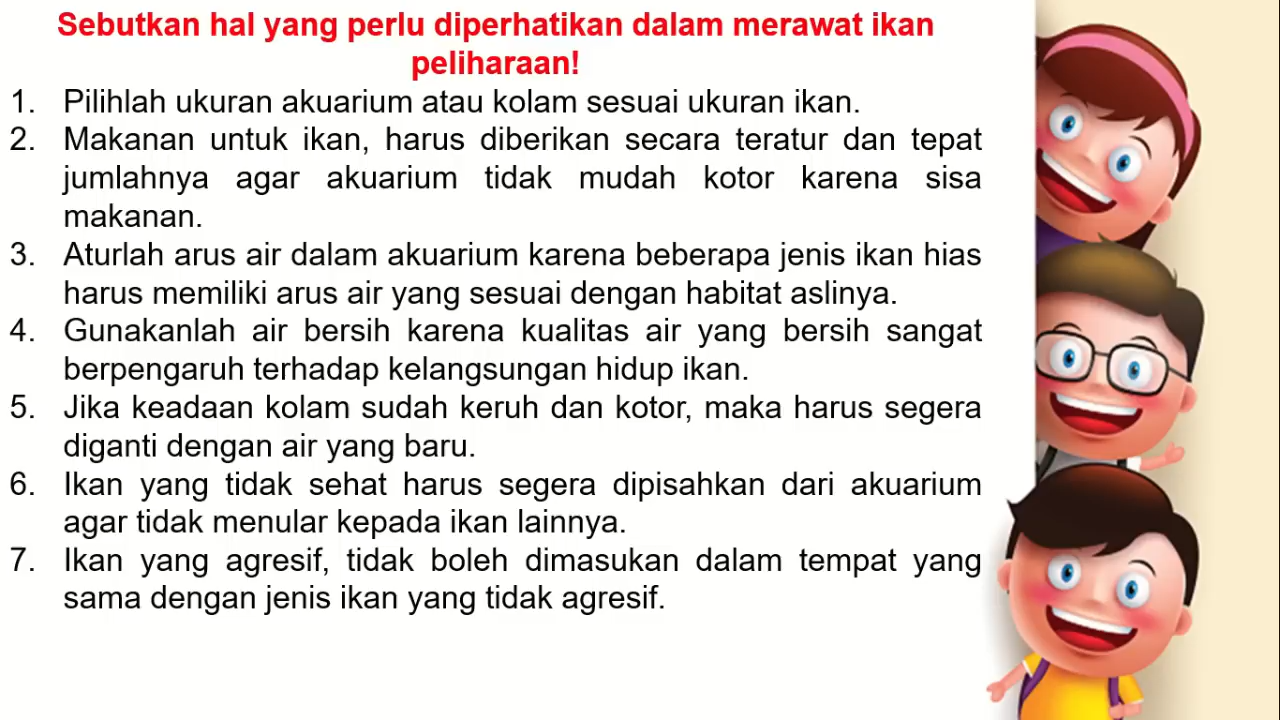 Sebutkan hal yang perlu diperhatikan dalam merawat ikan
peliharaan!
1. Pilihlah ukuran akuarium atau kolam sesuai ukuran ikan.
2. Makanan untuk ikan, harus diberikan secara teratur dan tepat
jumlahnya agar akuarium tidak mudah kotor karena sisa
makanan.
3. Aturlah arus air dalam akuarium karena beberapa jenis ikan hias
harus memiliki arus air yang sesuai dengan habitat aslinya.
4. Gunakanlah air bersih karena kualitas air yang bersih sangat
berpengaruh terhadap kelangsungan hidup ikan.
5. Jika keadaan kolam sudah keruh dan kotor, maka harus segera
diganti dengan air yang baru.
6. Ikan yang tidak sehat harus segera dipisahkan dari akuarium
agar tidak menular kepada ikan lainnya.
7. Ikan yang agresif, tidak boleh dimasukan dalam tempat yang
sama dengan jenis ikan yang tidak agresif.